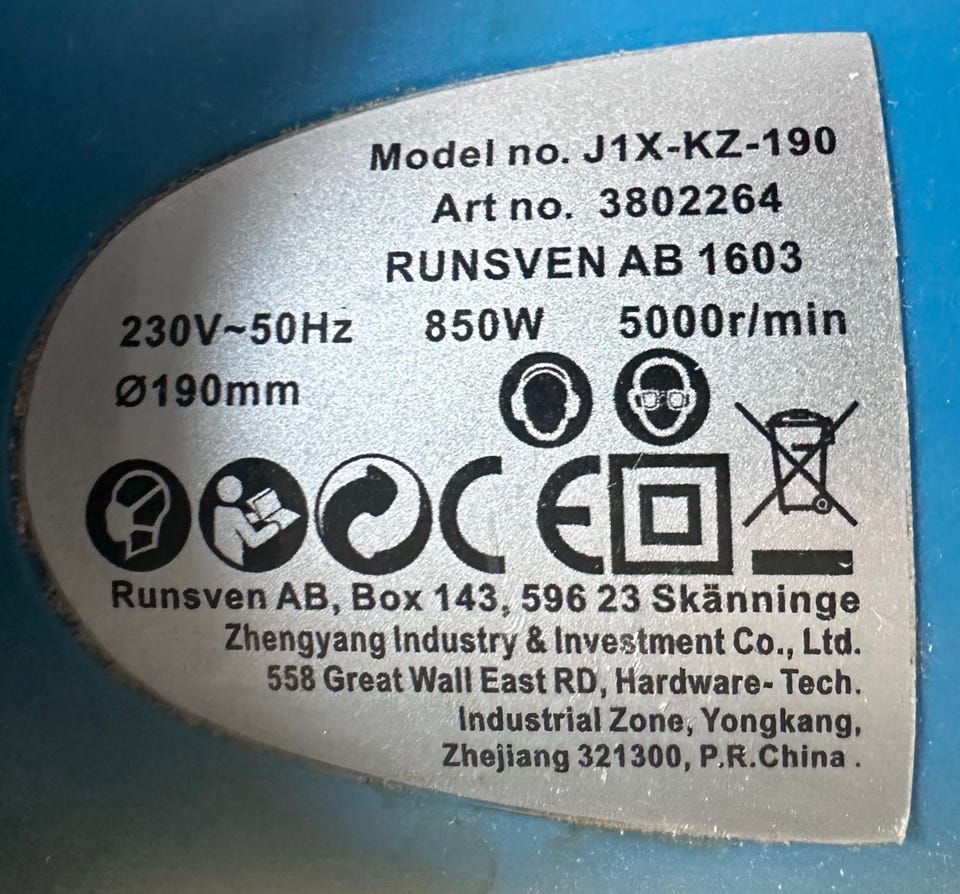 Model no. J1X-KZ-190
Art no. 3802264
RUNSVEN AB 1603
230V~50Hz 850W 5000r/min
Ø190mm
CE
Runsven AB, Box 143, 596 23 Skänninge
Zhengyang Industry & Investment Co., Ltd.
558 Great Wall East RD, Hardware- Tech.
Industrial Zone, Yongkang,
Zhejiang 321300, P.R.China .